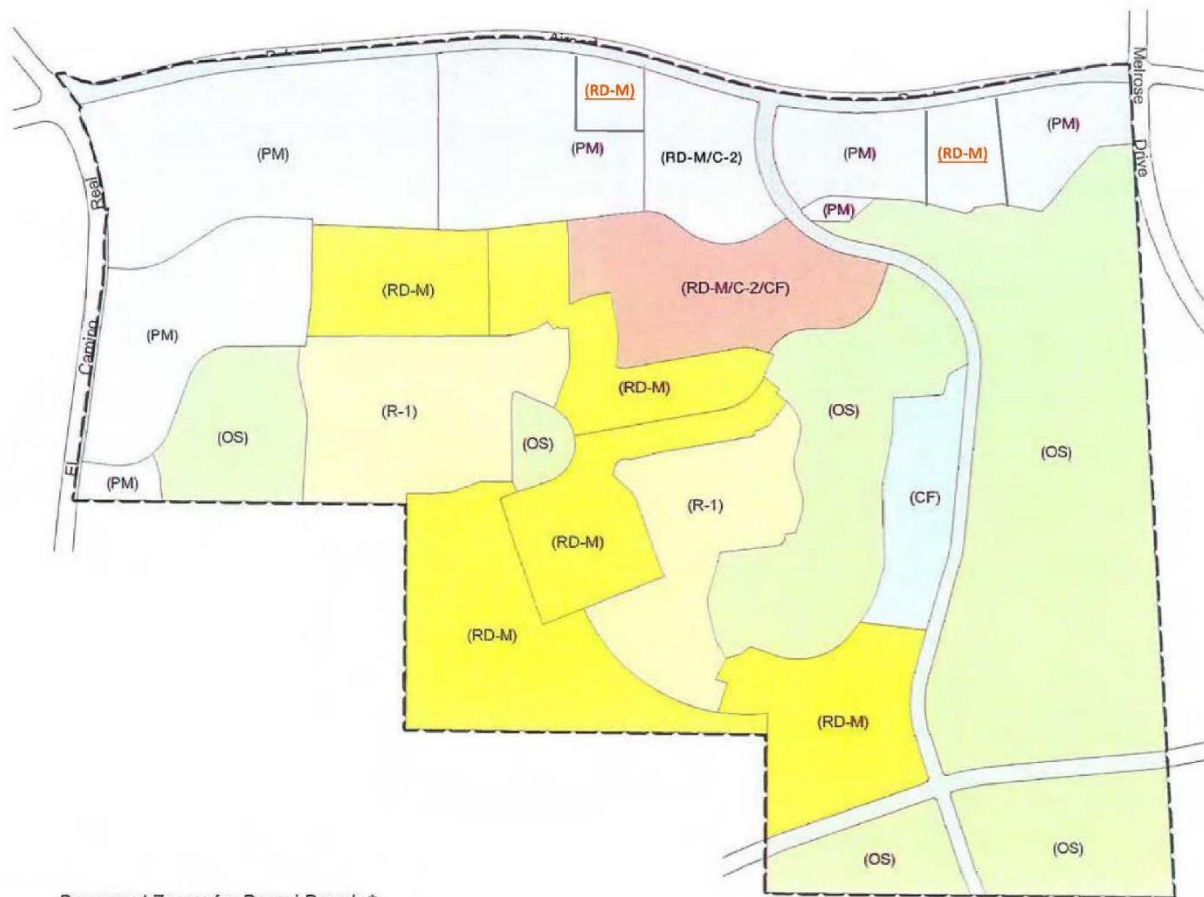 Melrose
Drive
(RD-M)
(PM)
(PM)
(RD-M/C-2)
(PM)
(RD-M)
(PM)
(PM)
El
Camino
Real
(RD-M)
(RD-M/C-2/CF)
(PM)
(RD-M)
(R-1)
(OS)
(OS)
(OS)
(OS)
(PM)
(R-1)
(CF)
(RD-M)
(RD-M)
(RD-M)
(OS)
(OS)